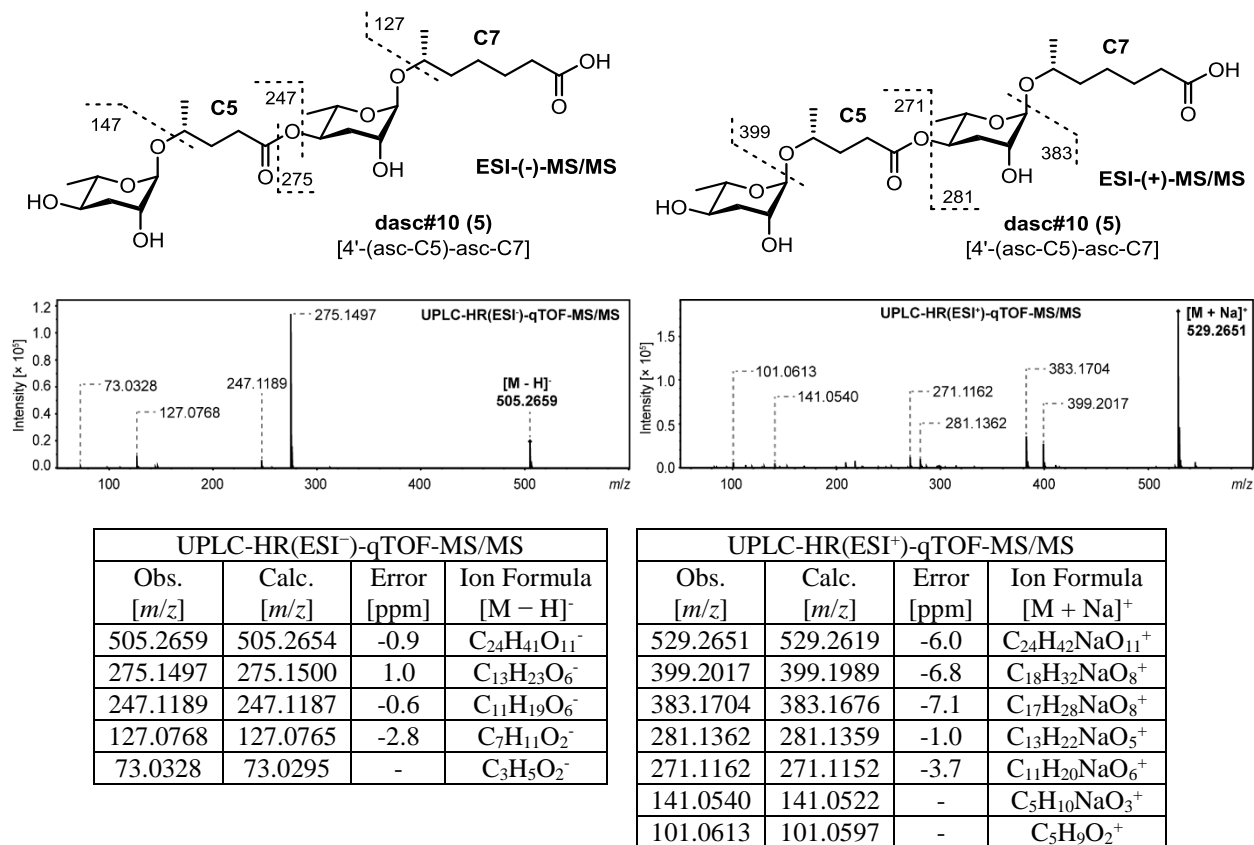 127
C7
OH
O
O
C5
247
147
O
O
O
O
275
OH
ESI-(-)-MS/MS
O
HO
OH
dasc#10 (5)
[4'-(asc-C5)-asc-C7]
C7
OH
O
O
271
C5
399
O
O
O
O
383
OH
ESI-(+)-MS/MS
281
O
HO
OH
dasc#10 (5)
[4'-(asc-C5)-asc-C7]
Intensity [× 10⁵]
1.2
1.0
0.8
0.6
0.4
0.2
0.0
275.1497
UPLC-HR(ESI⁻)-qTOF-MS/MS
73.0328
247.1189
127.0768
[M - H]⁻
505.2659
100 200 300 400 500 m/z
Intensity [× 10⁵]
1.5
1.0
0.5
0.0
UPLC-HR(ESI⁺)-qTOF-MS/MS
[M + Na]⁺
529.2651
101.0613
141.0540
271.1162
281.1362
383.1704
399.2017
100 200 300 400 500 m/z
UPLC-HR(ESI⁻)-qTOF-MS/MS
Obs. Calc. Error Ion Formula
[m/z] [m/z] [ppm] [M − H]⁻
505.2659 505.2654 -0.9 C₂₄H₄₁O₁₁⁻
275.1497 275.1500 1.0 C₁₃H₂₃O₆⁻
247.1189 247.1187 -0.6 C₁₁H₁₉O₆⁻
127.0768 127.0765 -2.8 C₇H₁₁O₂⁻
73.0328 73.0295 - C₃H₅O₂⁻
UPLC-HR(ESI⁺)-qTOF-MS/MS
Obs. Calc. Error Ion Formula
[m/z] [m/z] [ppm] [M + Na]⁺
529.2651 529.2619 -6.0 C₂₄H₄₂NaO₁₁⁺
399.2017 399.1989 -6.8 C₁₈H₃₂NaO₈⁺
383.1704 383.1676 -7.1 C₁₇H₂₈NaO₈⁺
281.1362 281.1359 -1.0 C₁₃H₂₂NaO₅⁺
271.1162 271.1152 -3.7 C₁₁H₂₀NaO₆⁺
141.0540 141.0522 - C₅H₁₀NaO₃⁺
101.0613 101.0597 - C₅H₉O₂⁺